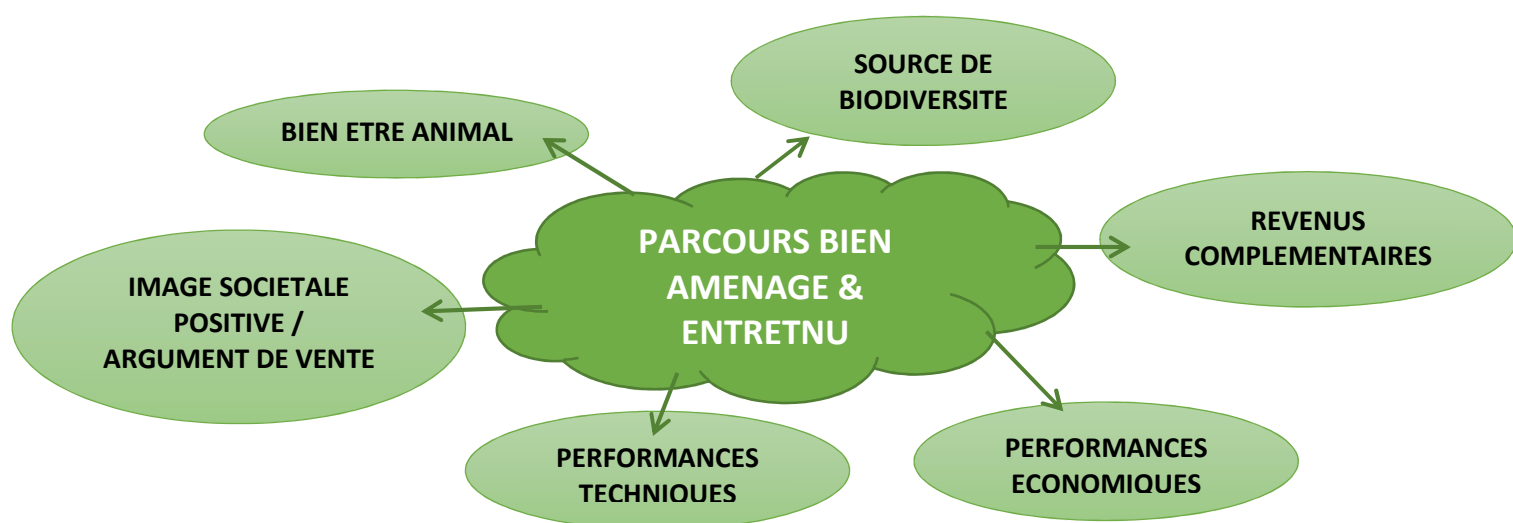 SOURCE DE
BIODIVERSITE
BIEN ETRE ANIMAL
REVENUS
COMPLEMENTAIRES
PARCOURS BIEN
AMENAGE &
ENTRETNU
IMAGE SOCIETALE
POSITIVE /
ARGUMENT DE VENTE
PERFORMANCES
TECHNIQUES
PERFORMANCES
ECONOMIQUES